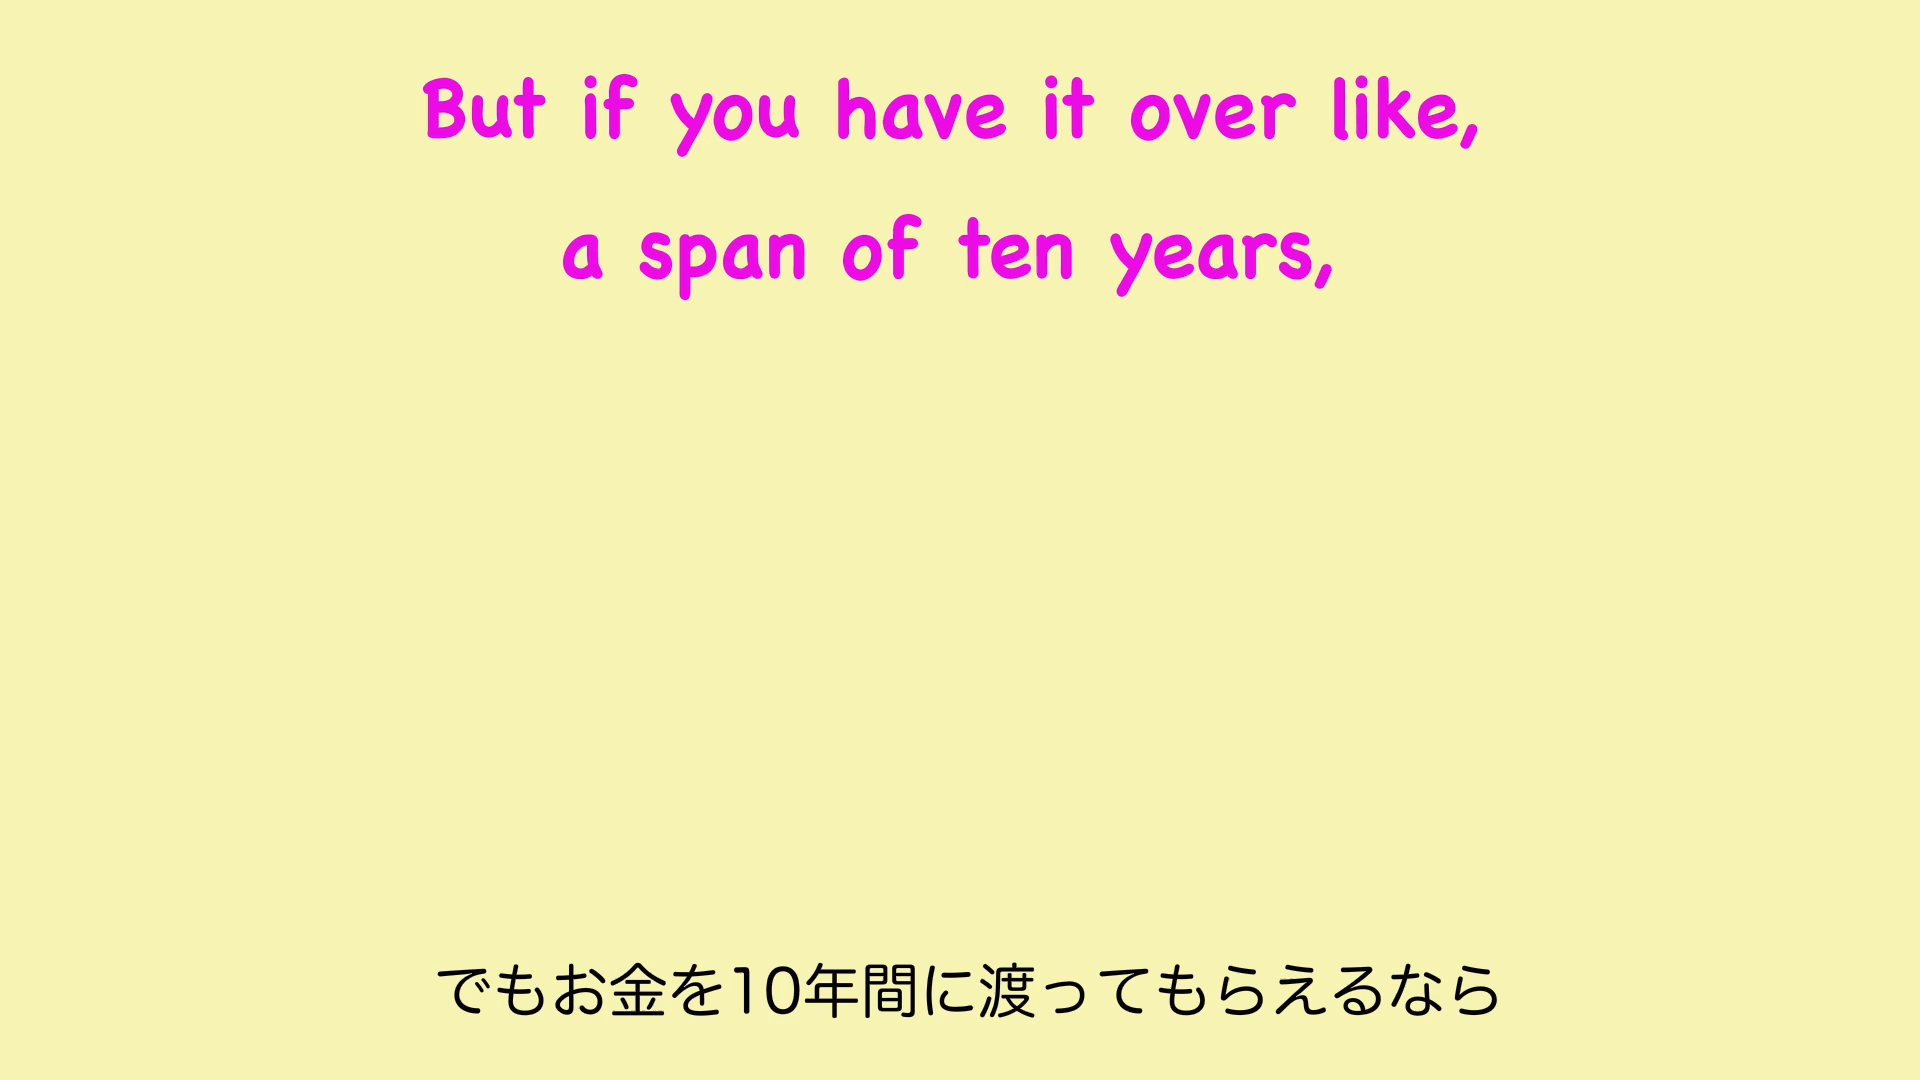 But if you have it over like,
a span of ten years,
でもお金を10年間に渡ってもらえるなら